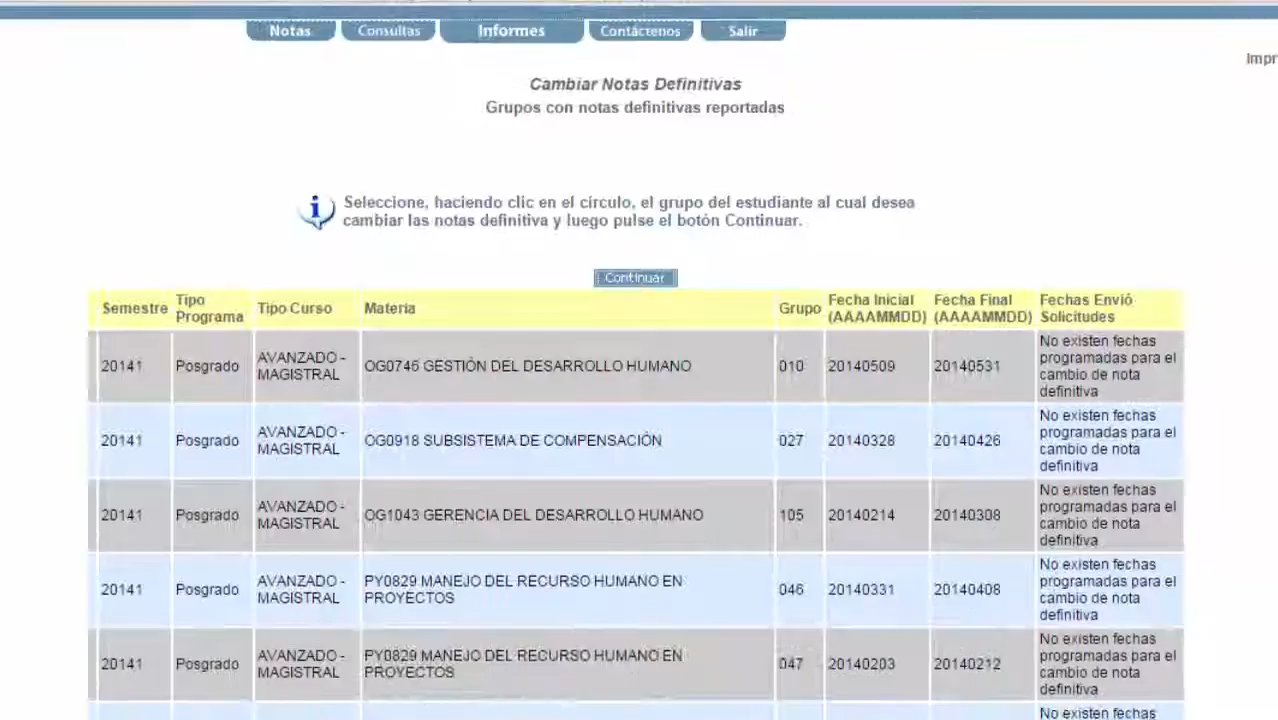 Notas Consultas Informes Contáctenos Salir
Impr
Cambiar Notas Definitivas
Grupos con notas definitivas reportadas
Seleccione, haciendo clic en el círculo, el grupo del estudiante al cual desea
cambiar las notas definitiva y luego pulse el botón Continuar.
Continuar
Semestre Tipo Programa Tipo Curso Materia Grupo Fecha Inicial (AAAAMMDD) Fecha Final (AAAAMMDD) Fechas Envió Solicitudes
20141 Posgrado AVANZADO - MAGISTRAL OG0746 GESTIÓN DEL DESARROLLO HUMANO 010 20140509 20140531 No existen fechas programadas para el cambio de nota definitiva
20141 Posgrado AVANZADO - MAGISTRAL OG0918 SUBSISTEMA DE COMPENSACIÓN 027 20140328 20140426 No existen fechas programadas para el cambio de nota definitiva
20141 Posgrado AVANZADO - MAGISTRAL OG1043 GERENCIA DEL DESARROLLO HUMANO 105 20140214 20140308 No existen fechas programadas para el cambio de nota definitiva
20141 Posgrado AVANZADO - MAGISTRAL PY0829 MANEJO DEL RECURSO HUMANO EN PROYECTOS 046 20140331 20140408 No existen fechas programadas para el cambio de nota definitiva
20141 Posgrado AVANZADO - MAGISTRAL PY0829 MANEJO DEL RECURSO HUMANO EN PROYECTOS 047 20140203 20140212 No existen fechas programadas para el cambio de nota definitiva
No existen fechas